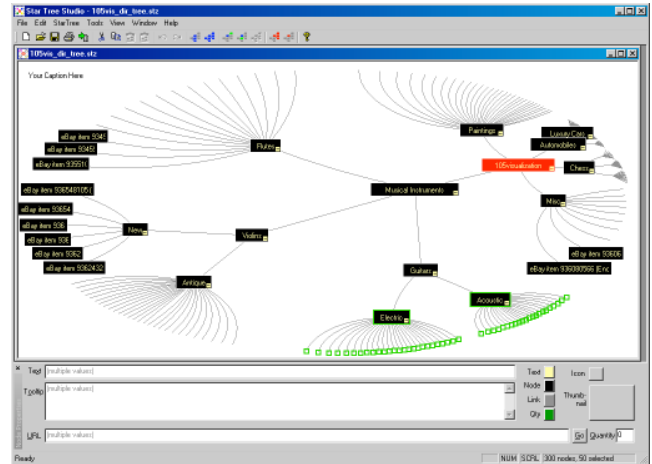 Star Tree Studio - 105vis_dir_tree.stz
File Edit StarTree Tools View Window Help
105vis_dir_tree.stz
Your Caption Here
Paintings
Luxury Cars
Automobiles
eBay item 9345
eBay item 93455
eBay item 935511
Flutes
105visualization
Chess
eBay item 936548105 (
Musical Instruments
eBay item 93654
Misc
eBay item 936
New
Violins
eBay item 936
eBay item 9362
eBay item 93606
eBay item 9362432
Guitars
eBay item 936080566 (Enc
Antique
Acoustic
Electric
Text
(multiple values)
Text
Icon
Tooltip
(multiple values)
Node
Link
Thumb-
nail
Qty
URL
(multiple values)
Go
Quantity
0
Ready
NUM
SCRL
300 nodes, 50 selected